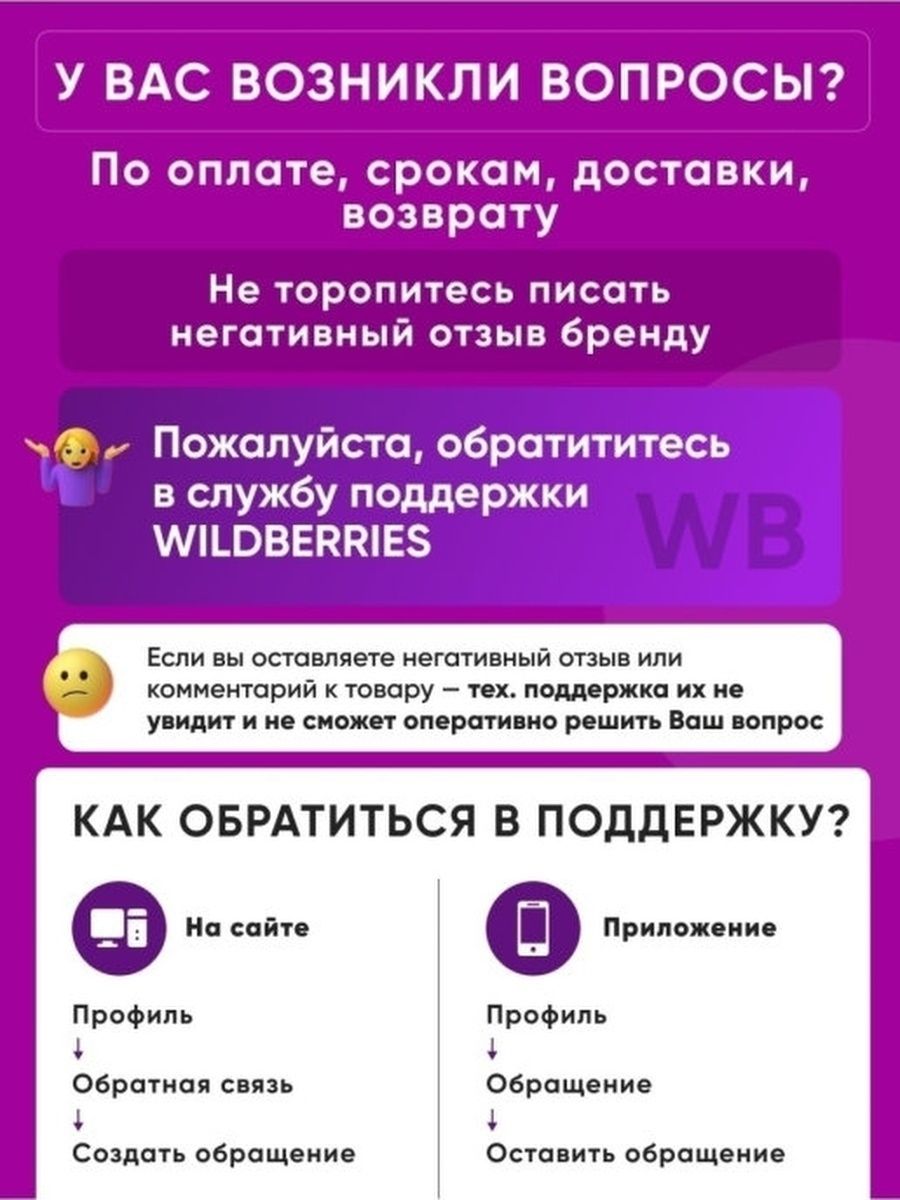 У ВАС ВОЗНИКЛИ ВОПРОСЫ?
По оплате, срокам, доставки,
возврату
Не торопитесь писать
негативный отзыв бренду
Пожалуйста, обратититесь
в службу поддержки
WILDBERRIES
WB
Если вы оставляете негативный отзыв или
комментарий к товару — тех. поддержка их не
увидит и не сможет оперативно решить Ваш вопрос
КАК ОБРАТИТЬСЯ В ПОДДЕРЖКУ?
На сайте
Профиль
↓
Обратная связь
↓
Создать обращение
Приложение
Профиль
↓
Обращение
↓
Оставить обращение